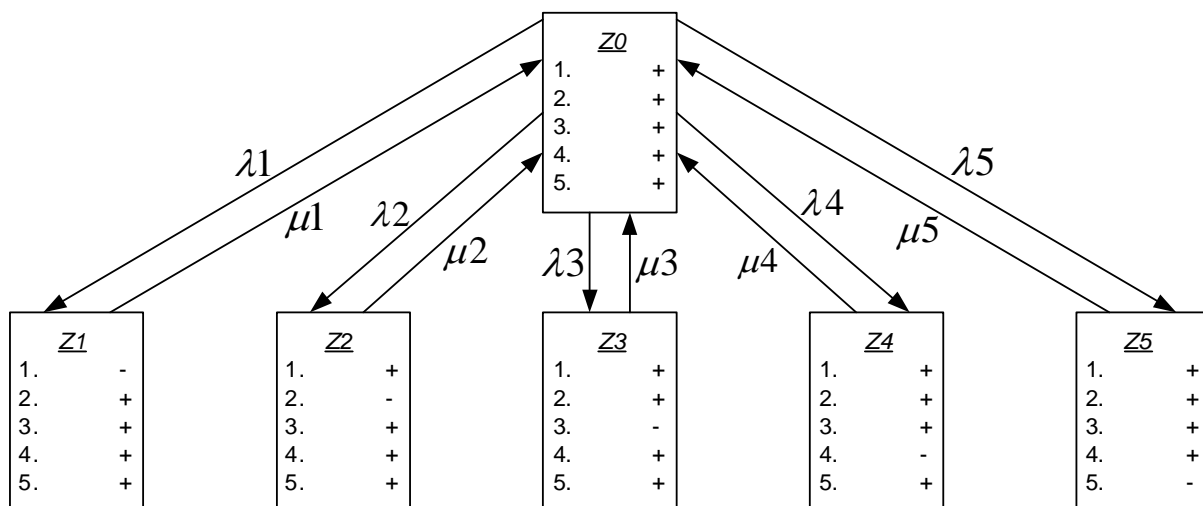 Z0
1. +
2. +
3. +
4. +
5. +
λ1
μ1
λ2
μ2
λ3
μ3
λ4
μ4
λ5
μ5
Z1
1. -
2. +
3. +
4. +
5. +
Z2
1. +
2. -
3. +
4. +
5. +
Z3
1. +
2. +
3. -
4. +
5. +
Z4
1. +
2. +
3. +
4. -
5. +
Z5
1. +
2. +
3. +
4. +
5. -